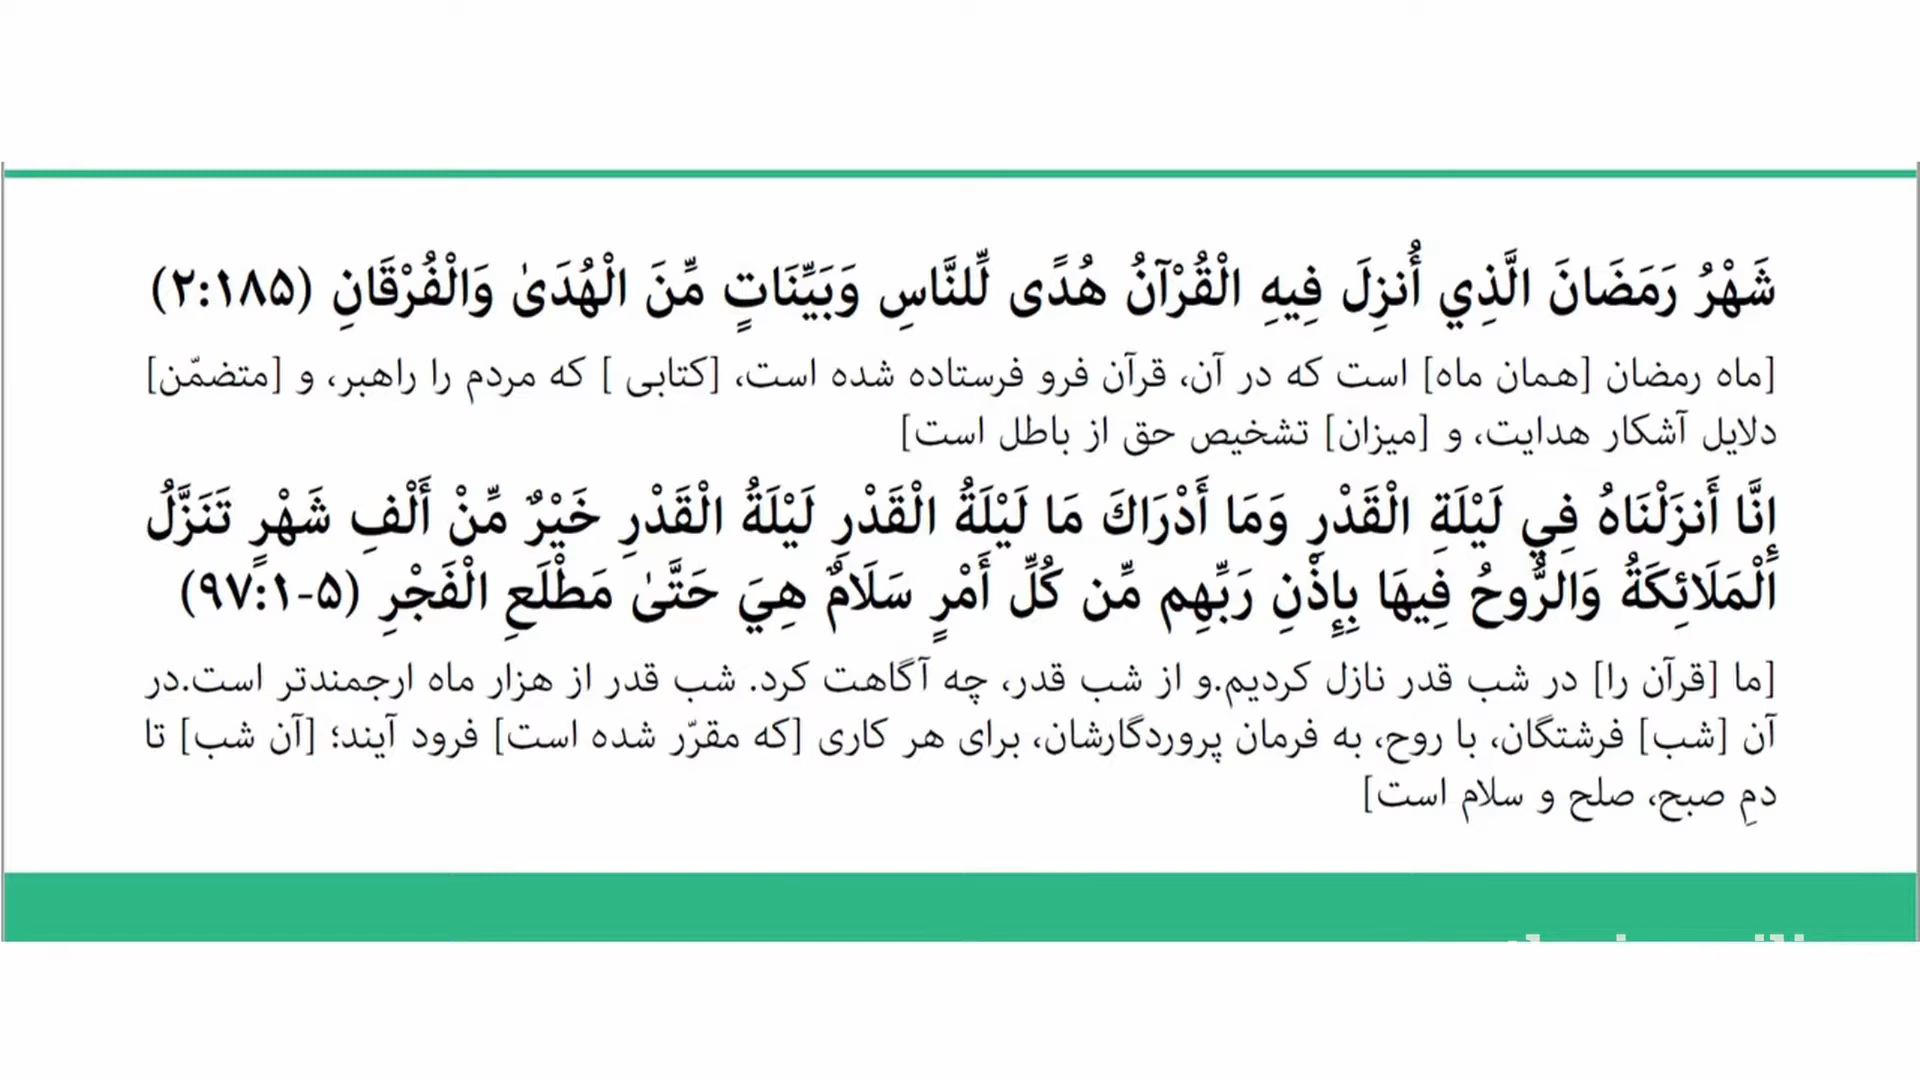 شَهْرُ رَمَضَانَ الَّذِي أُنزِلَ فِيهِ الْقُرْآنُ هُدًى لِّلنَّاسِ وَبَيِّنَاتٍ مِّنَ الْهُدَىٰ وَالْفُرْقَانِ (۲:۱۸۵)
[ماه رمضان [همان ماه] است که در آن، قرآن فرو فرستاده شده است، [کتابی ] که مردم را راهبر، و [متضمّن]
دلایل آشکار هدایت، و [میزان] تشخیص حق از باطل است]
إِنَّا أَنزَلْنَاهُ فِي لَيْلَةِ الْقَدْرِ وَمَا أَدْرَاكَ مَا لَيْلَةُ الْقَدْرِ لَيْلَةُ الْقَدْرِ خَيْرٌ مِّنْ أَلْفِ شَهْرٍ تَنَزَّلُ
الْمَلَائِكَةُ وَالرُّوحُ فِيهَا بِإِذْنِ رَبِّهِم مِّن كُلِّ أَمْرٍ سَلَامٌ هِيَ حَتَّىٰ مَطْلَعِ الْفَجْرِ (۹۷:۱-۵)
[ما [قرآن را] در شب قدر نازل کردیم.و از شب قدر، چه آگاهت کرد. شب قدر از هزار ماه ارجمندتر است.در
آن [شب] فرشتگان، با روح، به فرمان پروردگارشان، برای هر کاری [که مقرّر شده است] فرود آیند؛ [آن شب] تا
دمِ صبح، صلح و سلام است]